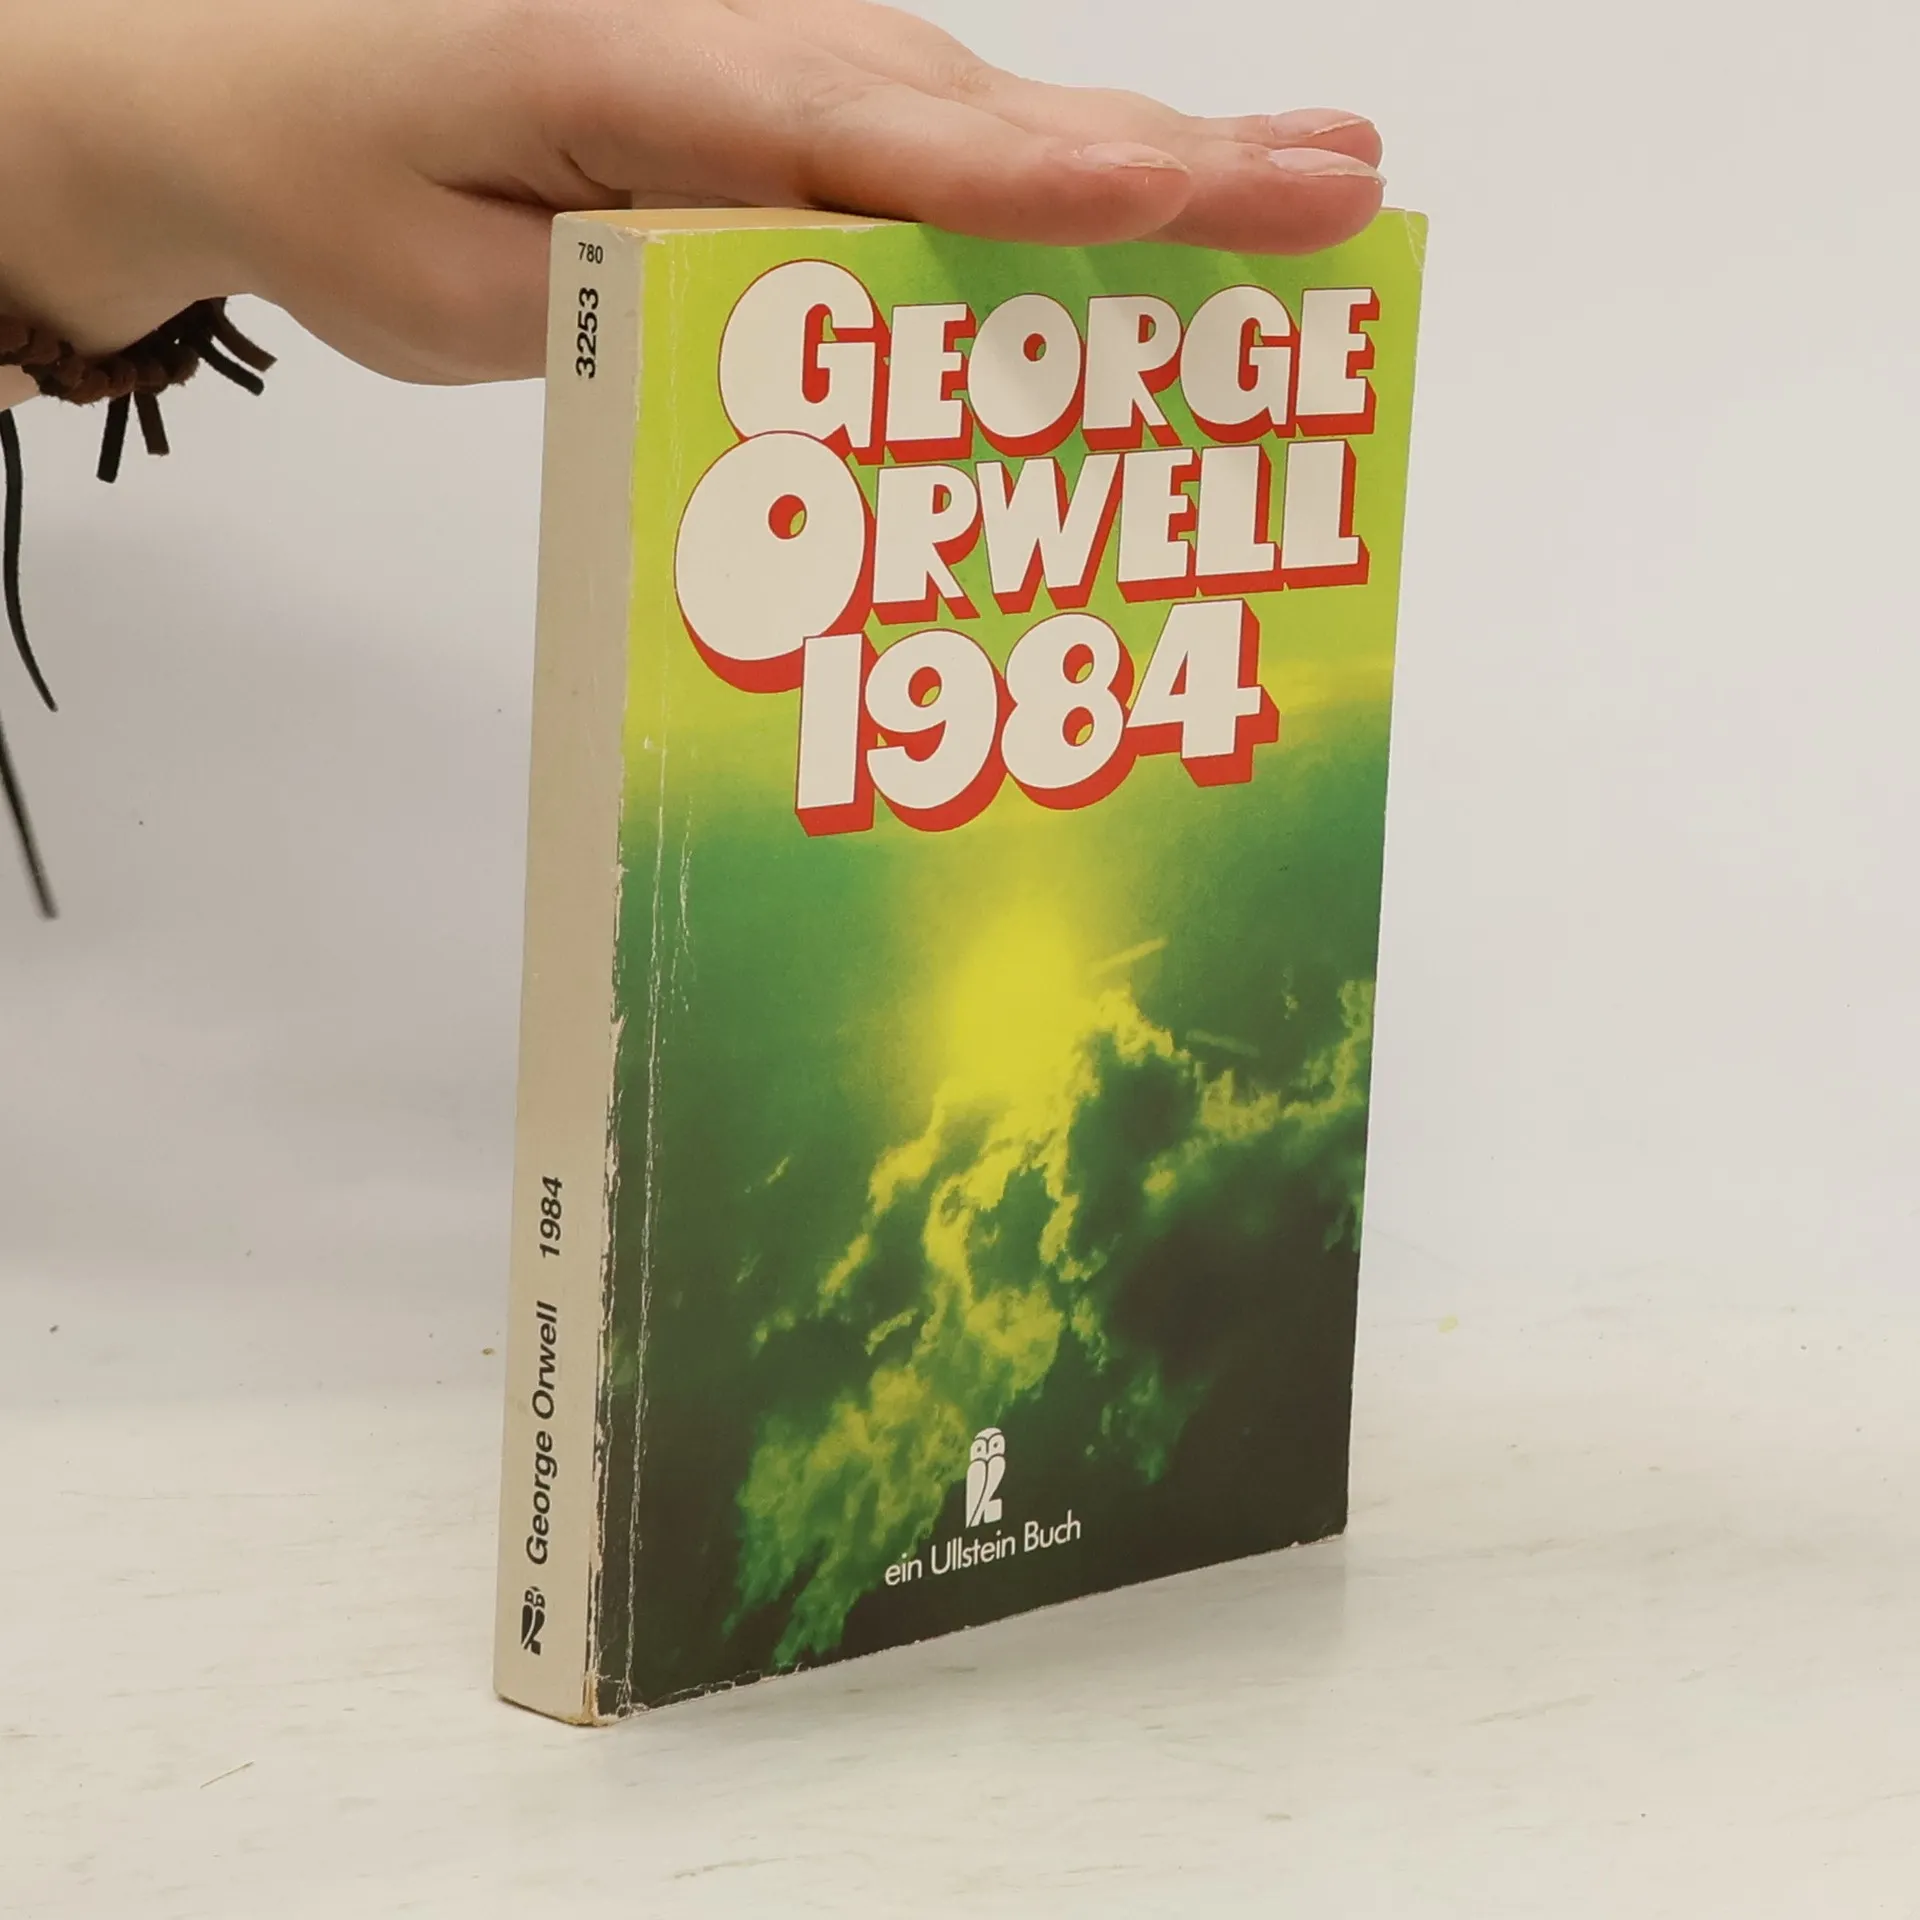 780
3253
George Orwell 1984
GEORGE
ORWELL
1984
ein Ullstein Buch